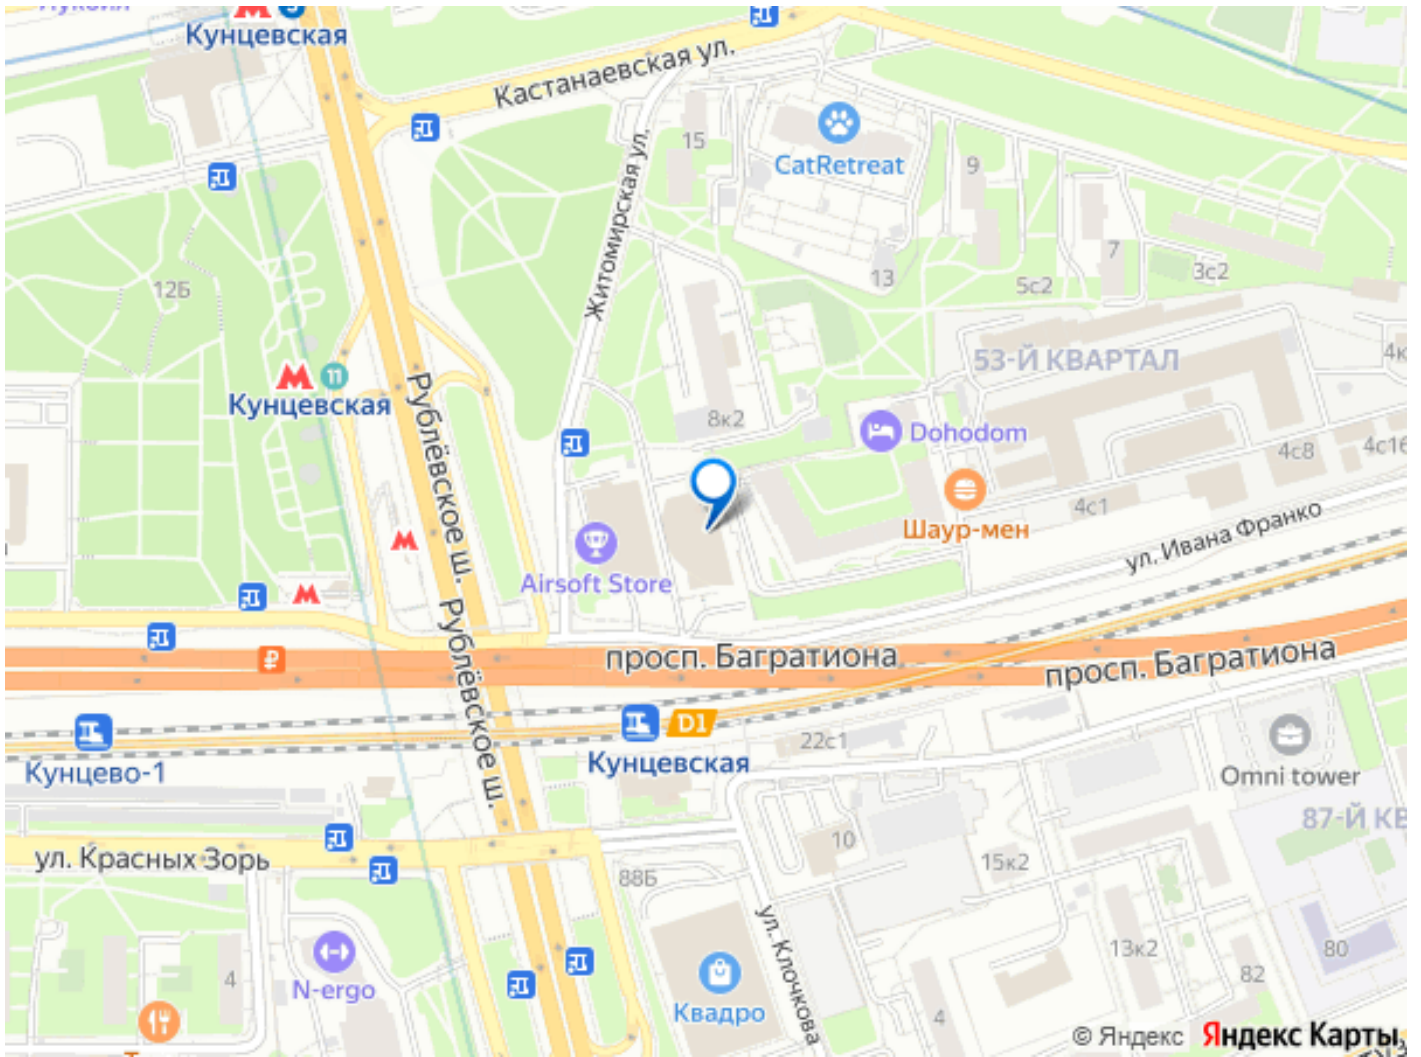 Кунцевская
Кастанаевская ул.
15
CatRetreat
9
Житомирская ул.
13
7
3с2
5с2
12Б
53-Й КВАРТАЛ
11
Кунцевская
8к2
Dohodom
4с8
4с16
4с1
Рублёвское ш.
Шаур-мен
ул. Ивана Франко
Airsoft Store
Рублёвское ш.
просп. Багратиона
просп. Багратиона
D1
22с1
Кунцевская
Кунцево-1
Omni tower
87-Й КВ
ул. Красных Зорь
10
15к2
88Б
ул. Клочкова
13к2
80
82
4
N-ergo
Квадро
4
© Яндекс Яндекс Карты